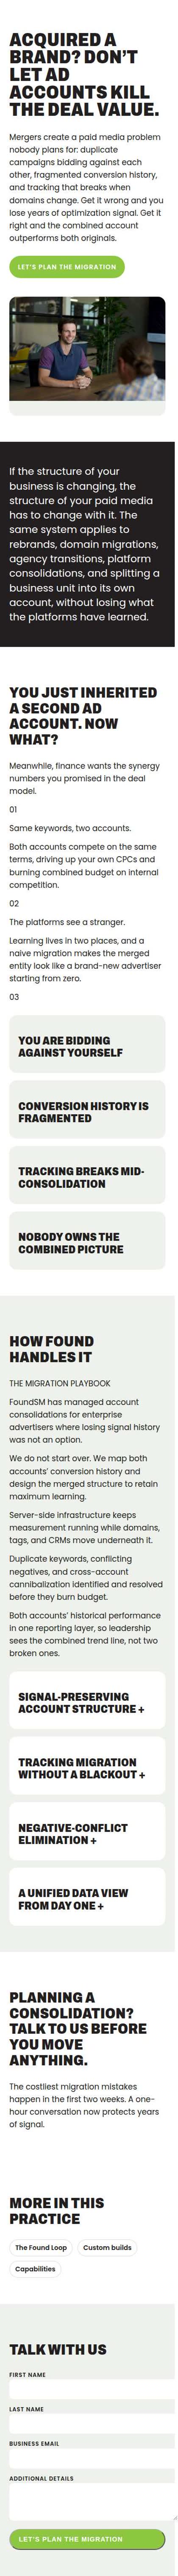 ACQUIRED A
BRAND? DON'T
LET AD
ACCOUNTS KILL
THE DEAL VALUE.
Mergers create a paid media problem
nobody plans for: duplicate
campaigns bidding against each
other, fragmented conversion history,
and tracking that breaks when
domains change. Get it wrong and you
lose years of optimization signal. Get it
right and the combined account
outperforms both originals.
LET'S PLAN THE MIGRATION
If the structure of your
business is changing, the
structure of your paid media
has to change with it. The
same system applies to
rebrands, domain migrations,
agency transitions, platform
consolidations, and splitting a
business unit into its own
account, without losing what
the platforms have learned.
YOU JUST INHERITED
A SECOND AD
ACCOUNT. NOW
WHAT?
Meanwhile, finance wants the synergy
numbers you promised in the deal
model.
01
Same keywords, two accounts.
Both accounts compete on the same
terms, driving up your own CPCs and
burning combined budget on internal
competition.
02
The platforms see a stranger.
Learning lives in two places, and a
naive migration makes the merged
entity look like a brand-new advertiser
starting from zero.
03
YOU ARE BIDDING
AGAINST YOURSELF
CONVERSION HISTORY IS
FRAGMENTED
TRACKING BREAKS MID-
CONSOLIDATION
NOBODY OWNS THE
COMBINED PICTURE
HOW FOUND
HANDLES IT
THE MIGRATION PLAYBOOK
FoundSM has managed account
consolidations for enterprise
advertisers where losing signal history
was not an option.
We do not start over. We map both
accounts' conversion history and
design the merged structure to retain
maximum learning.
Server-side infrastructure keeps
measurement running while domains,
tags, and CRMs move underneath it.
Duplicate keywords, conflicting
negatives, and cross-account
cannibalization identified and resolved
before they burn budget.
Both accounts' historical performance
in one reporting layer, so leadership
sees the combined trend line, not two
broken ones.
SIGNAL-PRESERVING
ACCOUNT STRUCTURE +
TRACKING MIGRATION
WITHOUT A BLACKOUT +
NEGATIVE-CONFLICT
ELIMINATION +
A UNIFIED DATA VIEW
FROM DAY ONE +
PLANNING A
CONSOLIDATION?
TALK TO US BEFORE
YOU MOVE
ANYTHING.
The costliest migration mistakes
happen in the first two weeks. A one-
hour conversation now protects years
of signal.
MORE IN THIS
PRACTICE
The Found Loop
Custom builds
Capabilities
TALK WITH US
FIRST NAME
LAST NAME
BUSINESS EMAIL
ADDITIONAL DETAILS
LET'S PLAN THE MIGRATION